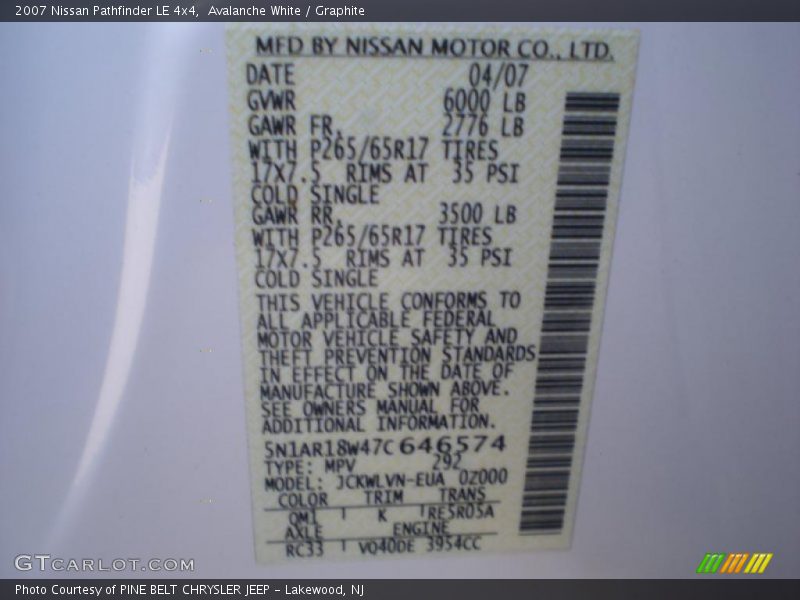 2007 Nissan Pathfinder LE 4x4, Avalanche White / Graphite
MFD BY NISSAN MOTOR CO., LTD.
DATE 04/07
GVWR 6000 LB
GAWR FR. 2776 LB
WITH P265/65R17 TIRES
17X7.5 RIMS AT 35 PSI
COLD SINGLE
GAWR RR. 3500 LB
WITH P265/65R17 TIRES
17X7.5 RIMS AT 35 PSI
COLD SINGLE
THIS VEHICLE CONFORMS TO
ALL APPLICABLE FEDERAL
MOTOR VEHICLE SAFETY AND
THEFT PREVENTION STANDARDS
IN EFFECT ON THE DATE OF
MANUFACTURE SHOWN ABOVE.
SEE OWNERS MANUAL FOR
ADDITIONAL INFORMATION.
5N1AR18W47C646574
TYPE: MPV 292
MODEL: JCKWLVN-EUA 0Z000
COLOR TRIM TRANS
QM1 K RE5R05A
AXLE ENGINE
RC33 VQ40DE 3954CC
GTCARLOT.COM
Photo Courtesy of PINE BELT CHRYSLER JEEP - Lakewood, NJ